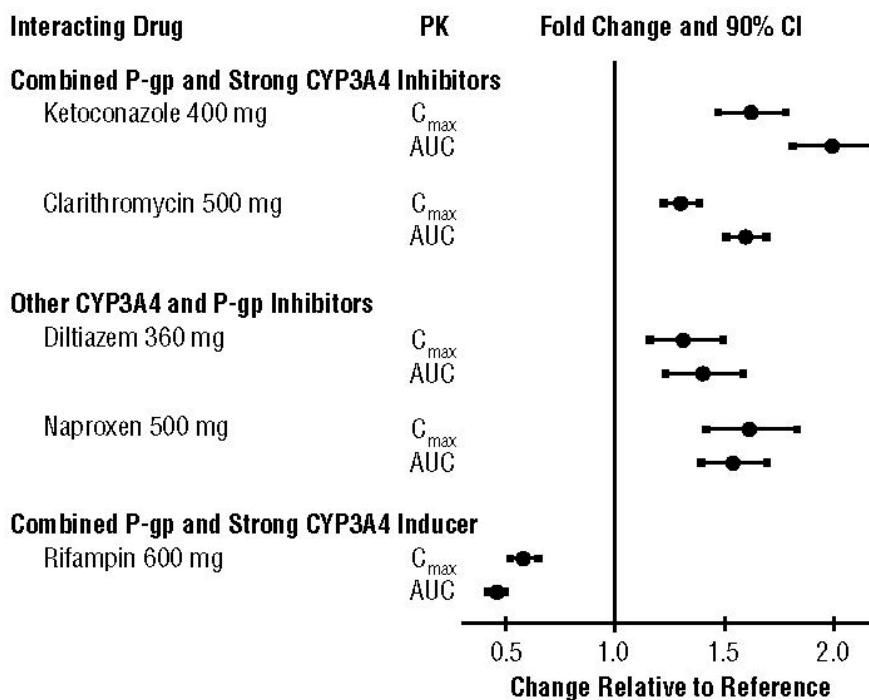 Interacting Drug PK Fold Change and 90% CI
Combined P-gp and Strong CYP3A4 Inhibitors
Ketoconazole 400 mg Cmax
AUC
Clarithromycin 500 mg Cmax
AUC
Other CYP3A4 and P-gp Inhibitors
Diltiazem 360 mg Cmax
AUC
Naproxen 500 mg Cmax
AUC
Combined P-gp and Strong CYP3A4 Inducer
Rifampin 600 mg Cmax
AUC
0.5 1.0 1.5 2.0
Change Relative to Reference